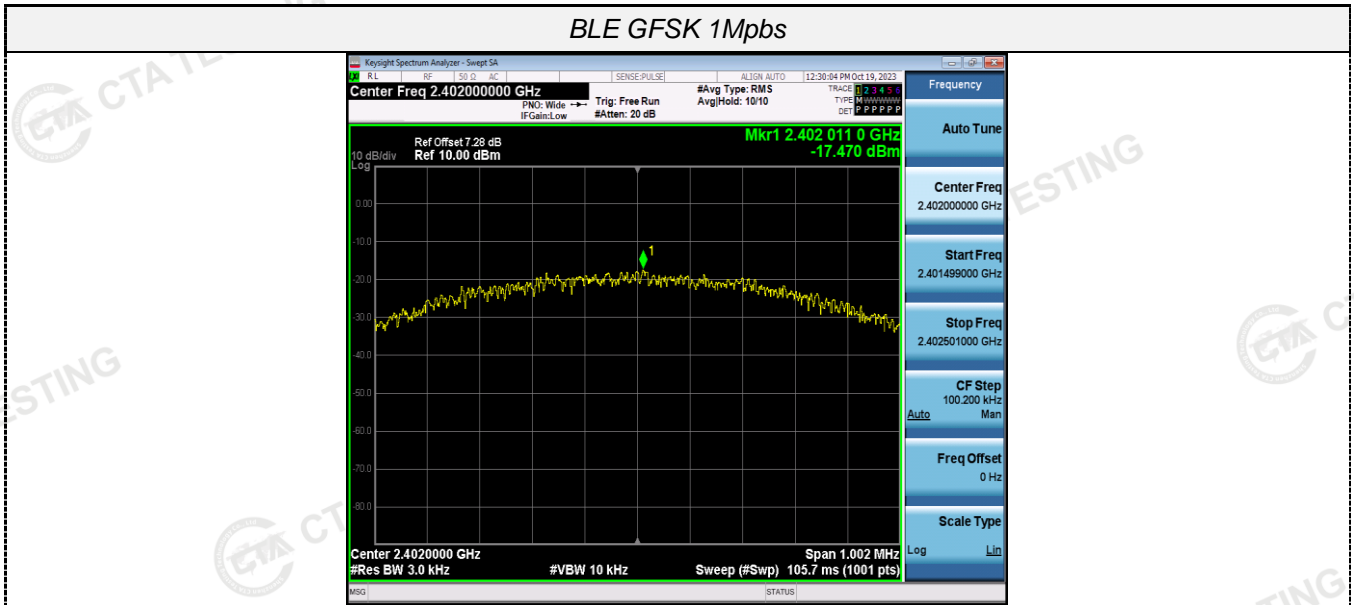 BLE GFSK 1Mpbs
Keysight Spectrum Analyzer - Swept SA
RL RF 50 Ω AC SENSE:PULSE ALIGN AUTO 12:30:04 PM Oct 19, 2023
Center Freq 2.402000000 GHz
PNO: Wide
IFGain:Low
Trig: Free Run
#Atten: 20 dB
#Avg Type: RMS
Avg|Hold: 10/10
TRACE 1 2 3 4 5 6
TYPE M WWWWW
DET P P P P P P
Mkr1 2.402 011 0 GHz
-17.470 dBm
Ref Offset 7.28 dB
10 dB/div Ref 10.00 dBm
Log
0.00
-10.0
-20.0
-30.0
-40.0
-50.0
-60.0
-70.0
-80.0
1
Center 2.4020000 GHz Span 1.002 MHz
#Res BW 3.0 kHz #VBW 10 kHz Sweep (#Swp) 105.7 ms (1001 pts)
MSG STATUS
Frequency
Auto Tune
Center Freq
2.402000000 GHz
Start Freq
2.401499000 GHz
Stop Freq
2.402501000 GHz
CF Step
100.200 kHz
Auto Man
Freq Offset
0 Hz
Scale Type
Log Lin
CTA TE
ESTING
CTA C
ESTING
CTA CT
TING